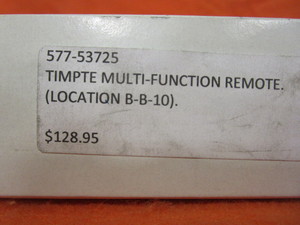 577-53725
TIMPTE MULTI-FUNCTION REMOTE.
(LOCATION B-B-10).
$128.95